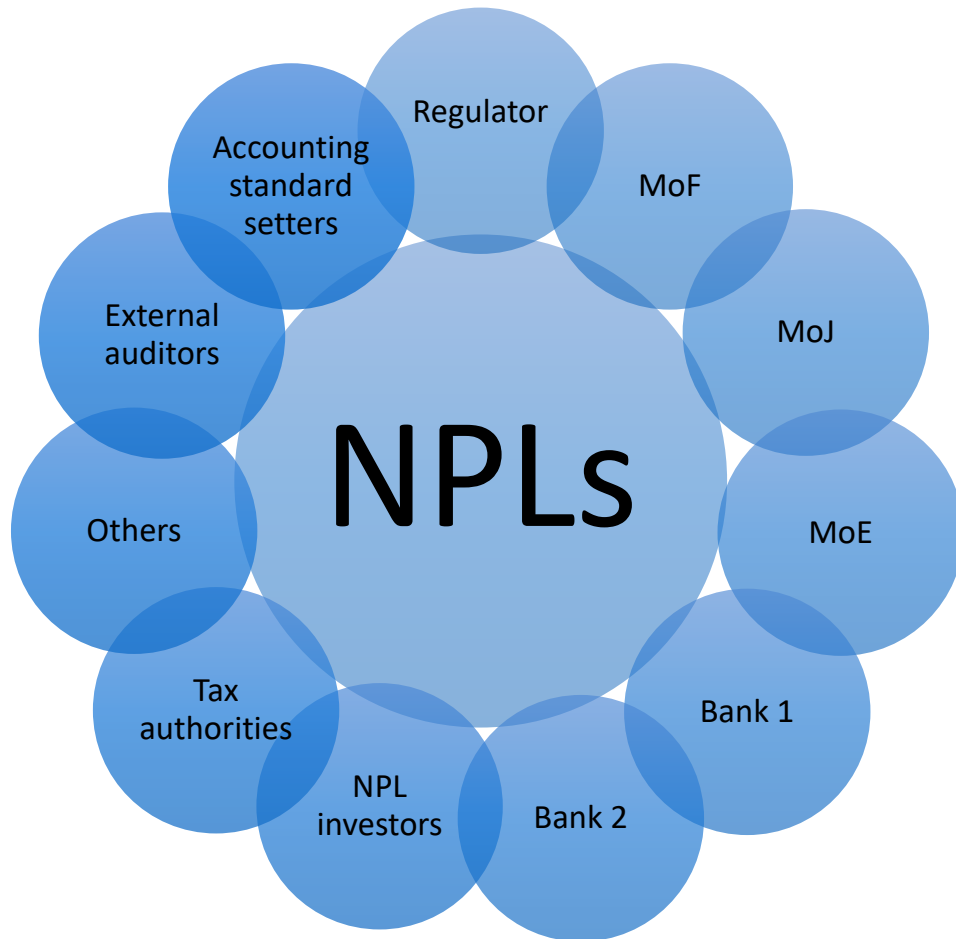 Regulator
MoF
MoJ
MoE
Bank 1
Bank 2
NPL
investors
Tax
authorities
Others
External
auditors
Accounting
standard
setters
NPLs